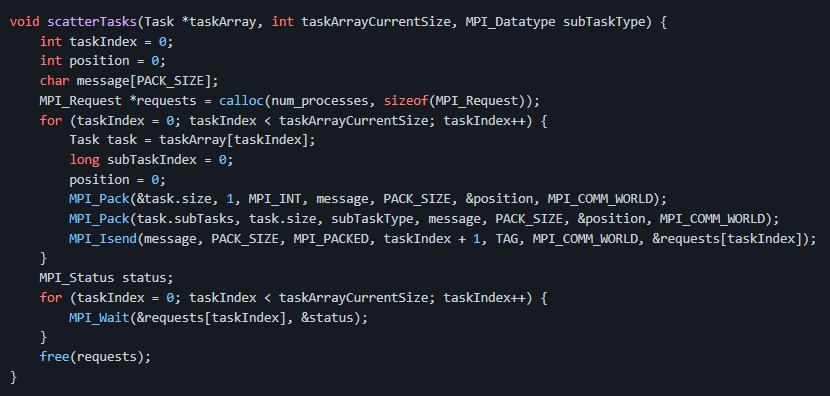 void scatterTasks(Task *taskArray, int taskArrayCurrentSize, MPI_Datatype subTaskType) {
    int taskIndex = 0;
    int position = 0;
    char message[PACK_SIZE];
    MPI_Request *requests = calloc(num_processes, sizeof(MPI_Request));
    for (taskIndex = 0; taskIndex < taskArrayCurrentSize; taskIndex++) {
        Task task = taskArray[taskIndex];
        long subTaskIndex = 0;
        position = 0;
        MPI_Pack(&task.size, 1, MPI_INT, message, PACK_SIZE, &position, MPI_COMM_WORLD);
        MPI_Pack(task.subTasks, task.size, subTaskType, message, PACK_SIZE, &position, MPI_COMM_WORLD);
        MPI_Isend(message, PACK_SIZE, MPI_PACKED, taskIndex + 1, TAG, MPI_COMM_WORLD, &requests[taskIndex]);
    }
    MPI_Status status;
    for (taskIndex = 0; taskIndex < taskArrayCurrentSize; taskIndex++) {
        MPI_Wait(&requests[taskIndex], &status);
    }
    free(requests);
}